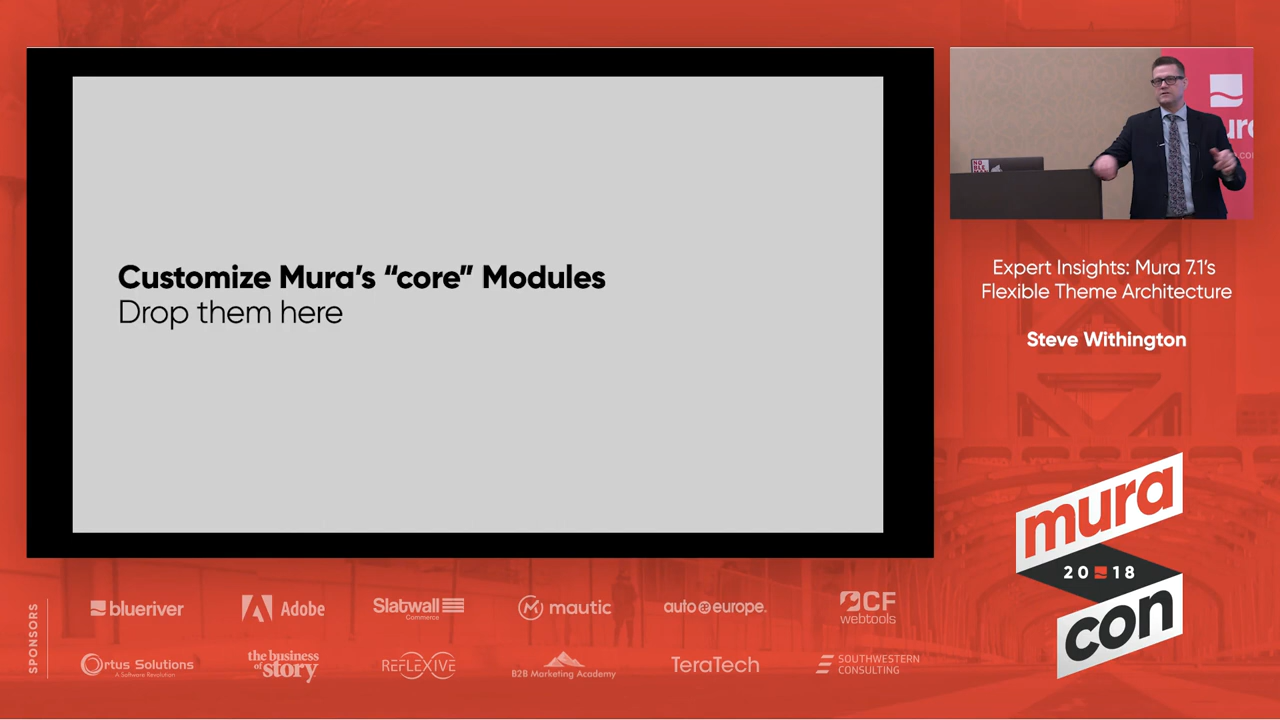 Customize Mura’s “core” Modules
Drop them here
Expert Insights: Mura 7.1’s
Flexible Theme Architecture
Steve Withington
mura
20 18
con
SPONSORS
blueriver
Adobe
Slatwall
Commerce
mautic
auto europe.
CF
webtools
Ortus Solutions
A Software Revolution
the business
of story
REFLEXIVE
B2B Marketing Academy
TeraTech
SOUTHWESTERN
CONSULTING